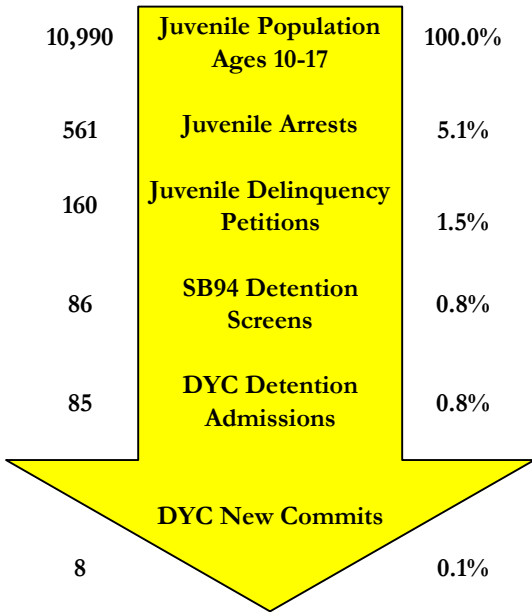 10,990 Juvenile Population 100.0%
Ages 10-17
561 Juvenile Arrests 5.1%
160 Juvenile Delinquency
Petitions 1.5%
86 SB94 Detention 0.8%
Screens
85 DYC Detention 0.8%
Admissions
DYC New Commits
8 0.1%